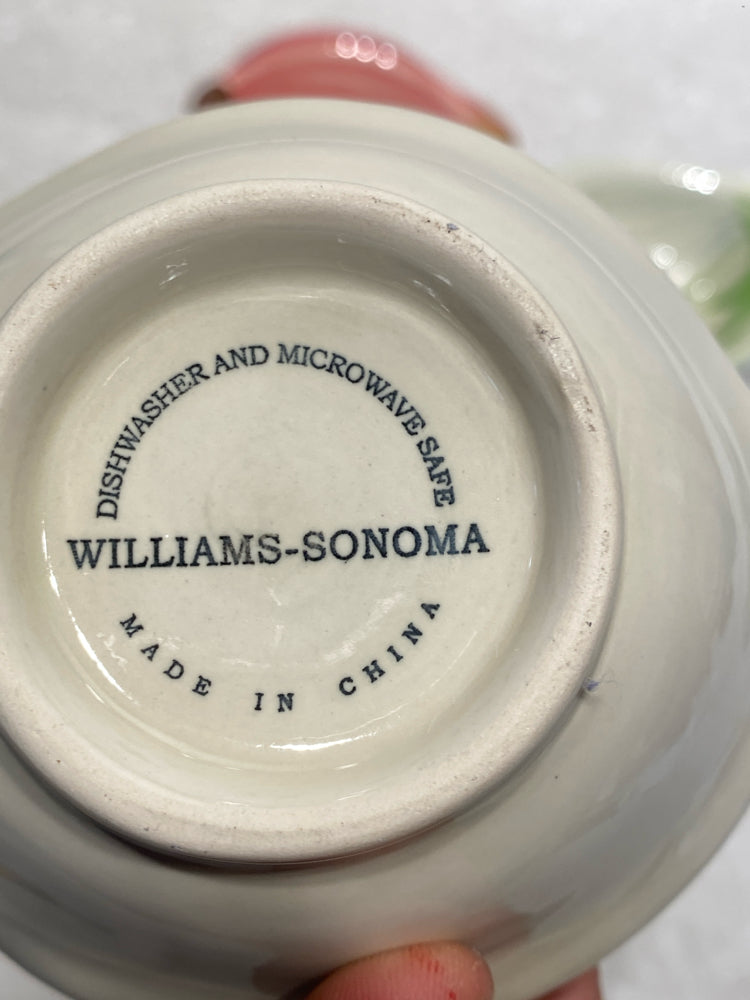 DISHWASHER AND MICROWAVE SAFE
WILLIAMS-SONOMA
MADE IN CHINA